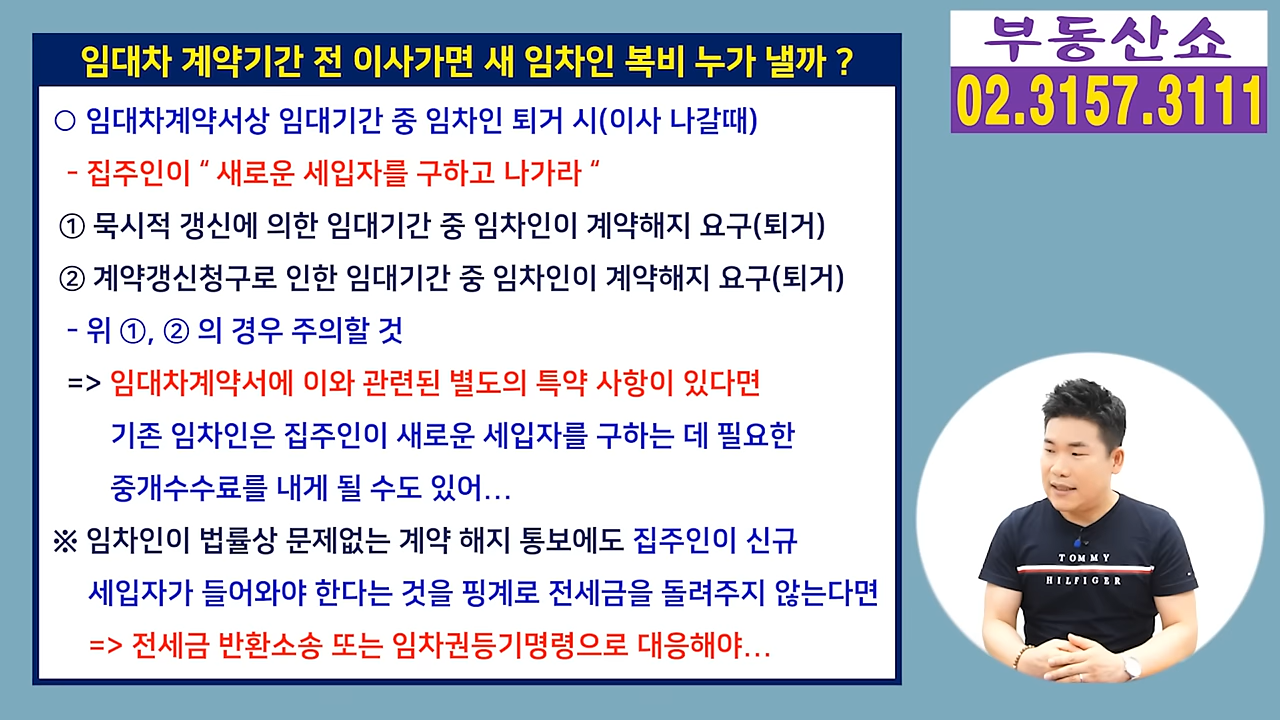 임대차 계약기간 전 이사가면 새 임차인 복비 누가 낼까 ?
○ 임대차계약서상 임대기간 중 임차인 퇴거 시(이사 나갈때)
- 집주인이 “ 새로운 세입자를 구하고 나가라 “
① 묵시적 갱신에 의한 임대기간 중 임차인이 계약해지 요구(퇴거)
② 계약갱신청구로 인한 임대기간 중 임차인이 계약해지 요구(퇴거)
- 위 ①, ② 의 경우 주의할 것
=> 임대차계약서에 이와 관련된 별도의 특약 사항이 있다면
기존 임차인은 집주인이 새로운 세입자를 구하는 데 필요한
중개수수료를 내게 될 수도 있어...
※ 임차인이 법률상 문제없는 계약 해지 통보에도 집주인이 신규
세입자가 들어와야 한다는 것을 핑계로 전세금을 돌려주지 않는다면
=> 전세금 반환소송 또는 임차권등기명령으로 대응해야...
부동산쇼
02.3157.3111
TOMMY
HILFIGER